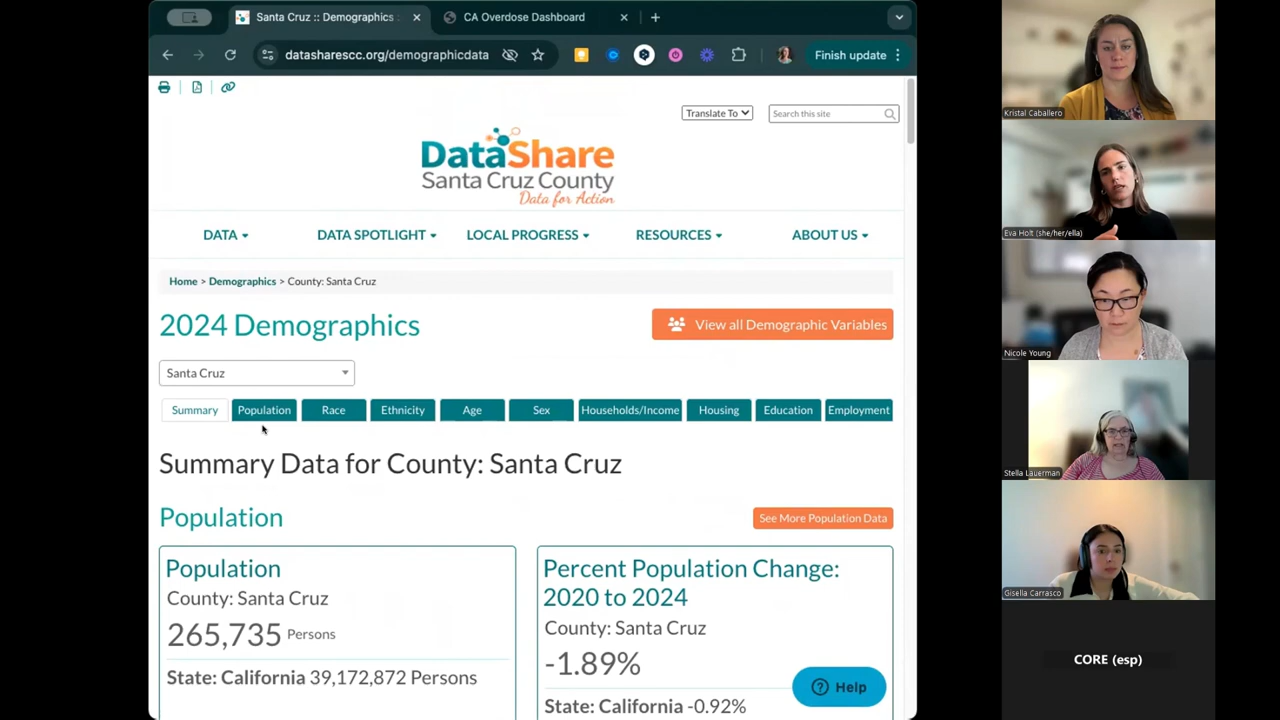 Santa Cruz :: Demographics :
CA Overdose Dashboard
datasharescc.org/demographicdata
Finish update
Translate To
Search this site
DataShare
Santa Cruz County
Data for Action
DATA
DATA SPOTLIGHT
LOCAL PROGRESS
RESOURCES
ABOUT US
Home > Demographics > County: Santa Cruz
2024 Demographics
View all Demographic Variables
Santa Cruz
Summary
Population
Race
Ethnicity
Age
Sex
Households/Income
Housing
Education
Employment
Summary Data for County: Santa Cruz
Population
See More Population Data
Population
County: Santa Cruz
265,735 Persons
State: California 39,172,872 Persons
Percent Population Change:
2020 to 2024
County: Santa Cruz
-1.89%
State: California -0.92%
Help
Kristal Caballero
Eva Holt (she/her/ella)
Nicole Young
Stella Lauerman
Gisella Carrasco
CORE (esp)